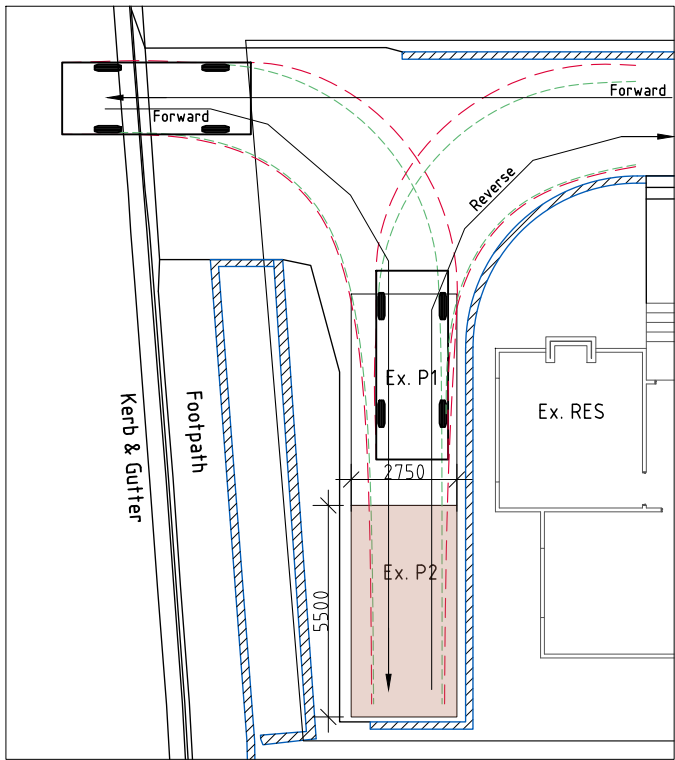 Forward
Forward
Reverse
Ex. P1
Footpath
Kerb & Gutter
Ex. RES
2750
Ex. P2
5500